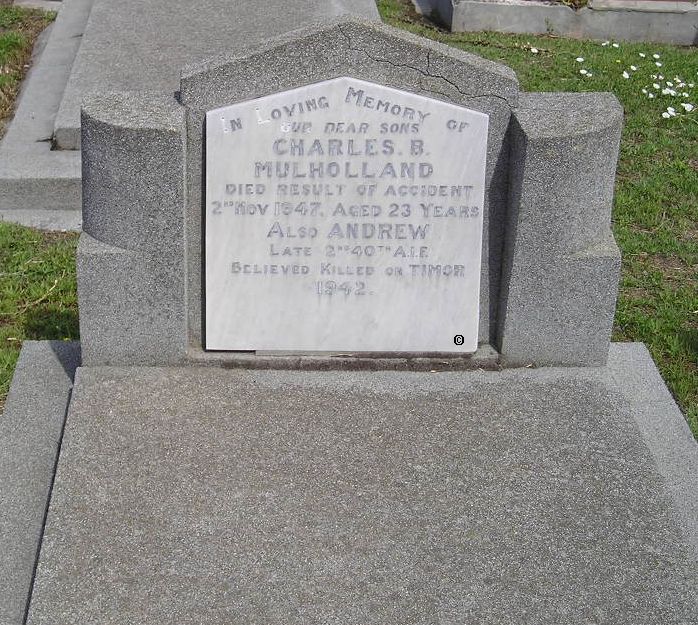 IN LOVING MEMORY OF
OUR DEAR SONS
CHARLES. B.
MULHOLLAND
DIED RESULT OF ACCIDENT
2ND NOV 1947. AGED 23 YEARS
ALSO ANDREW
LATE 2ND 40TH A.I.F.
BELIEVED KILLED ON TIMOR
1942.
©